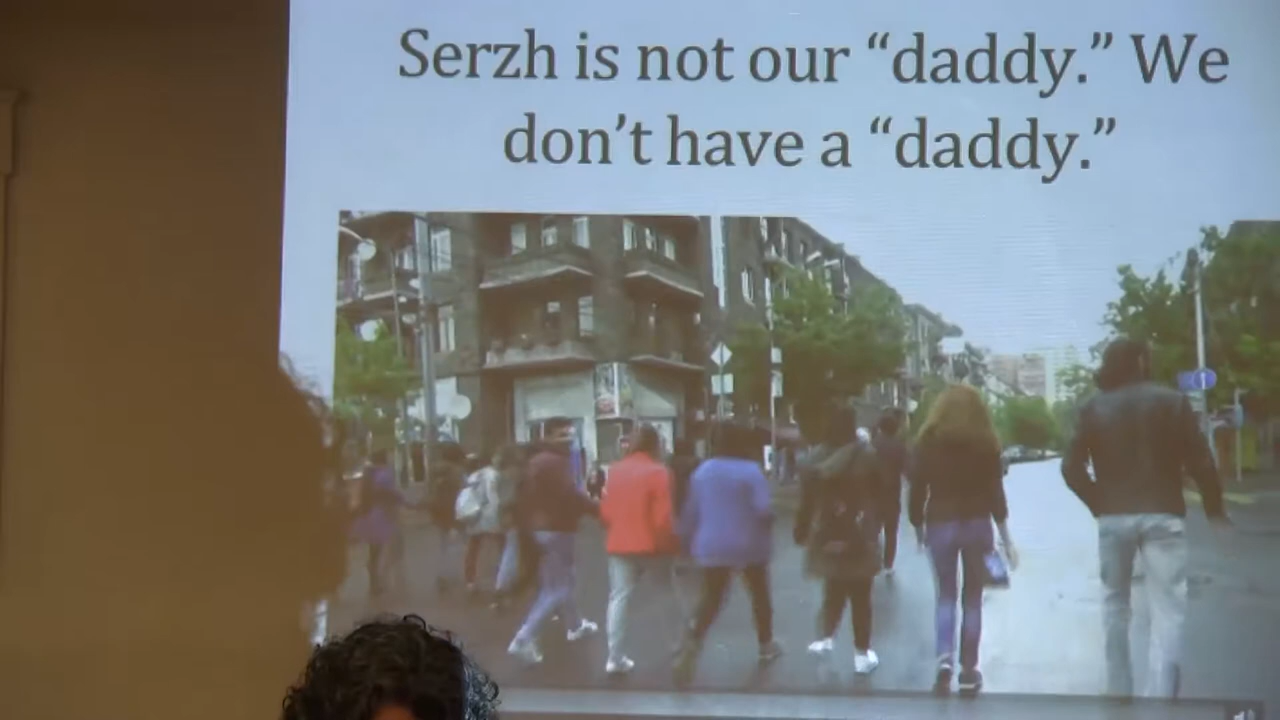 Serzh is not our “daddy.” We
don’t have a “daddy.”